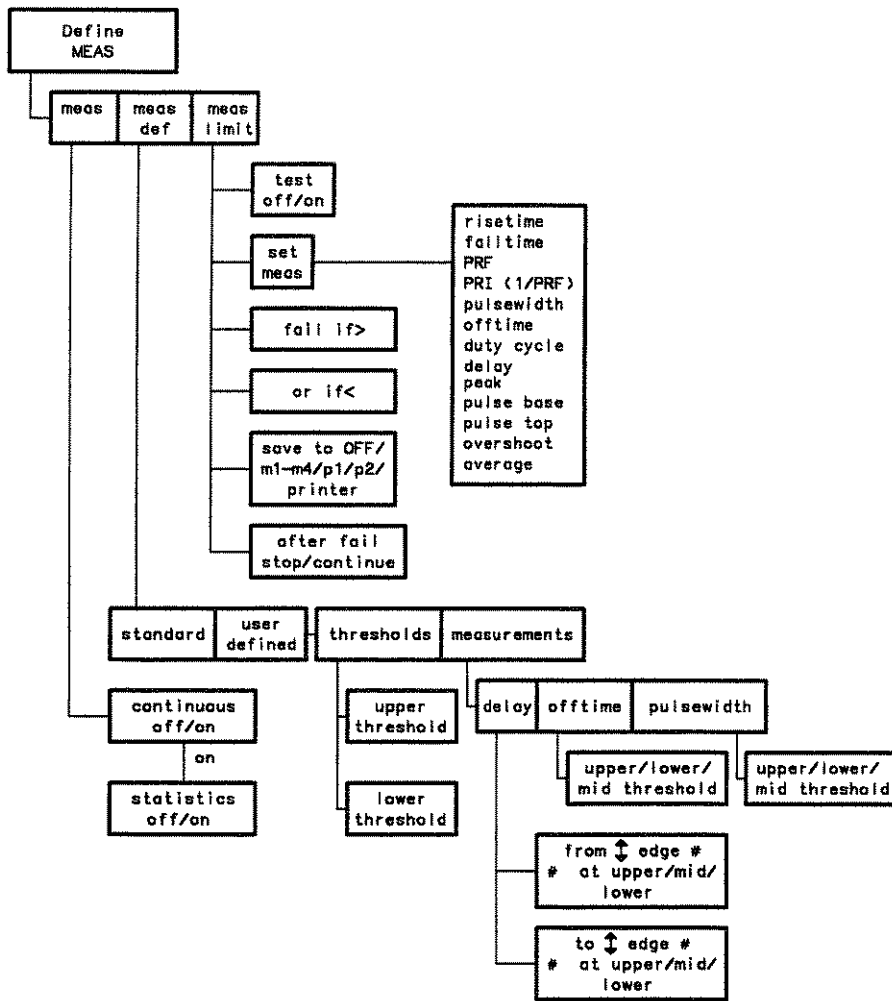 Define
MEAS
meas
meas
def
meas
limit
test
off/on
set
meas
risetime
falltime
PRF
PRI (1/PRF)
pulsewidth
offtime
duty cycle
delay
peak
pulse base
pulse top
overshoot
average
fail if>
or if<
save to OFF/
m1-m4/p1/p2/
printer
after fail
stop/continue
standard
user
defined
thresholds
measurements
continuous
off/on
on
statistics
off/on
upper
threshold
lower
threshold
delay
offtime
pulsewidth
upper/lower/
mid threshold
upper/lower/
mid threshold
from ↕ edge #
# at upper/mid/
lower
to ↕ edge #
# at upper/mid/
lower